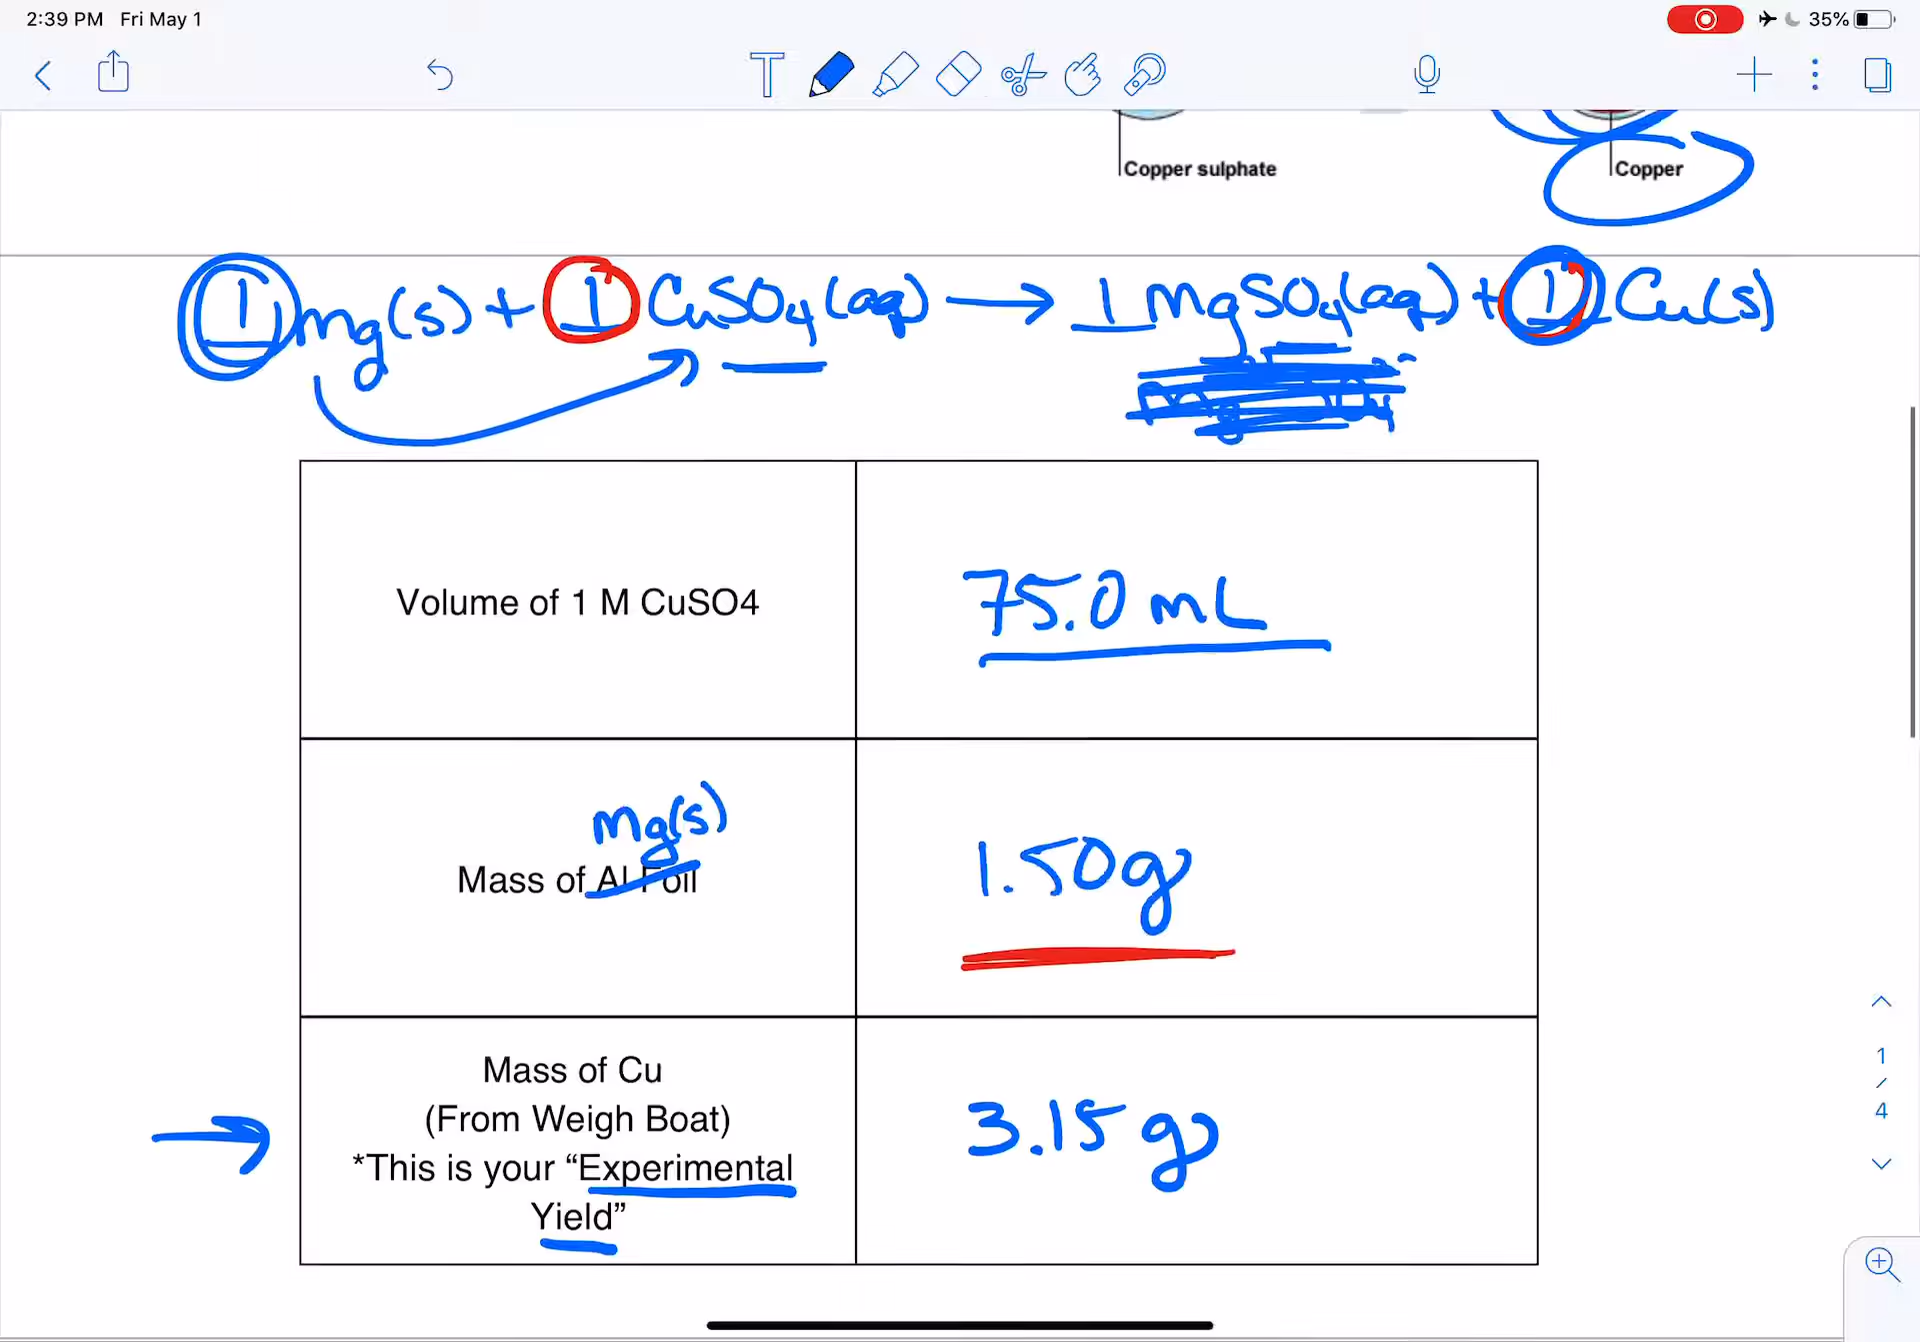 2:39 PM Fri May 1
35%
T
Copper sulphate
Copper
1 Mg(s) + 1 CuSO4(aq) → 1 MgSO4(aq) + 1 Cu(s)
Volume of 1 M CuSO4
75.0 mL
Mg(s)
Mass of Al Foil
1.50g
Mass of Cu
(From Weigh Boat)
*This is your “Experimental
Yield”
3.15 g
1
/
4